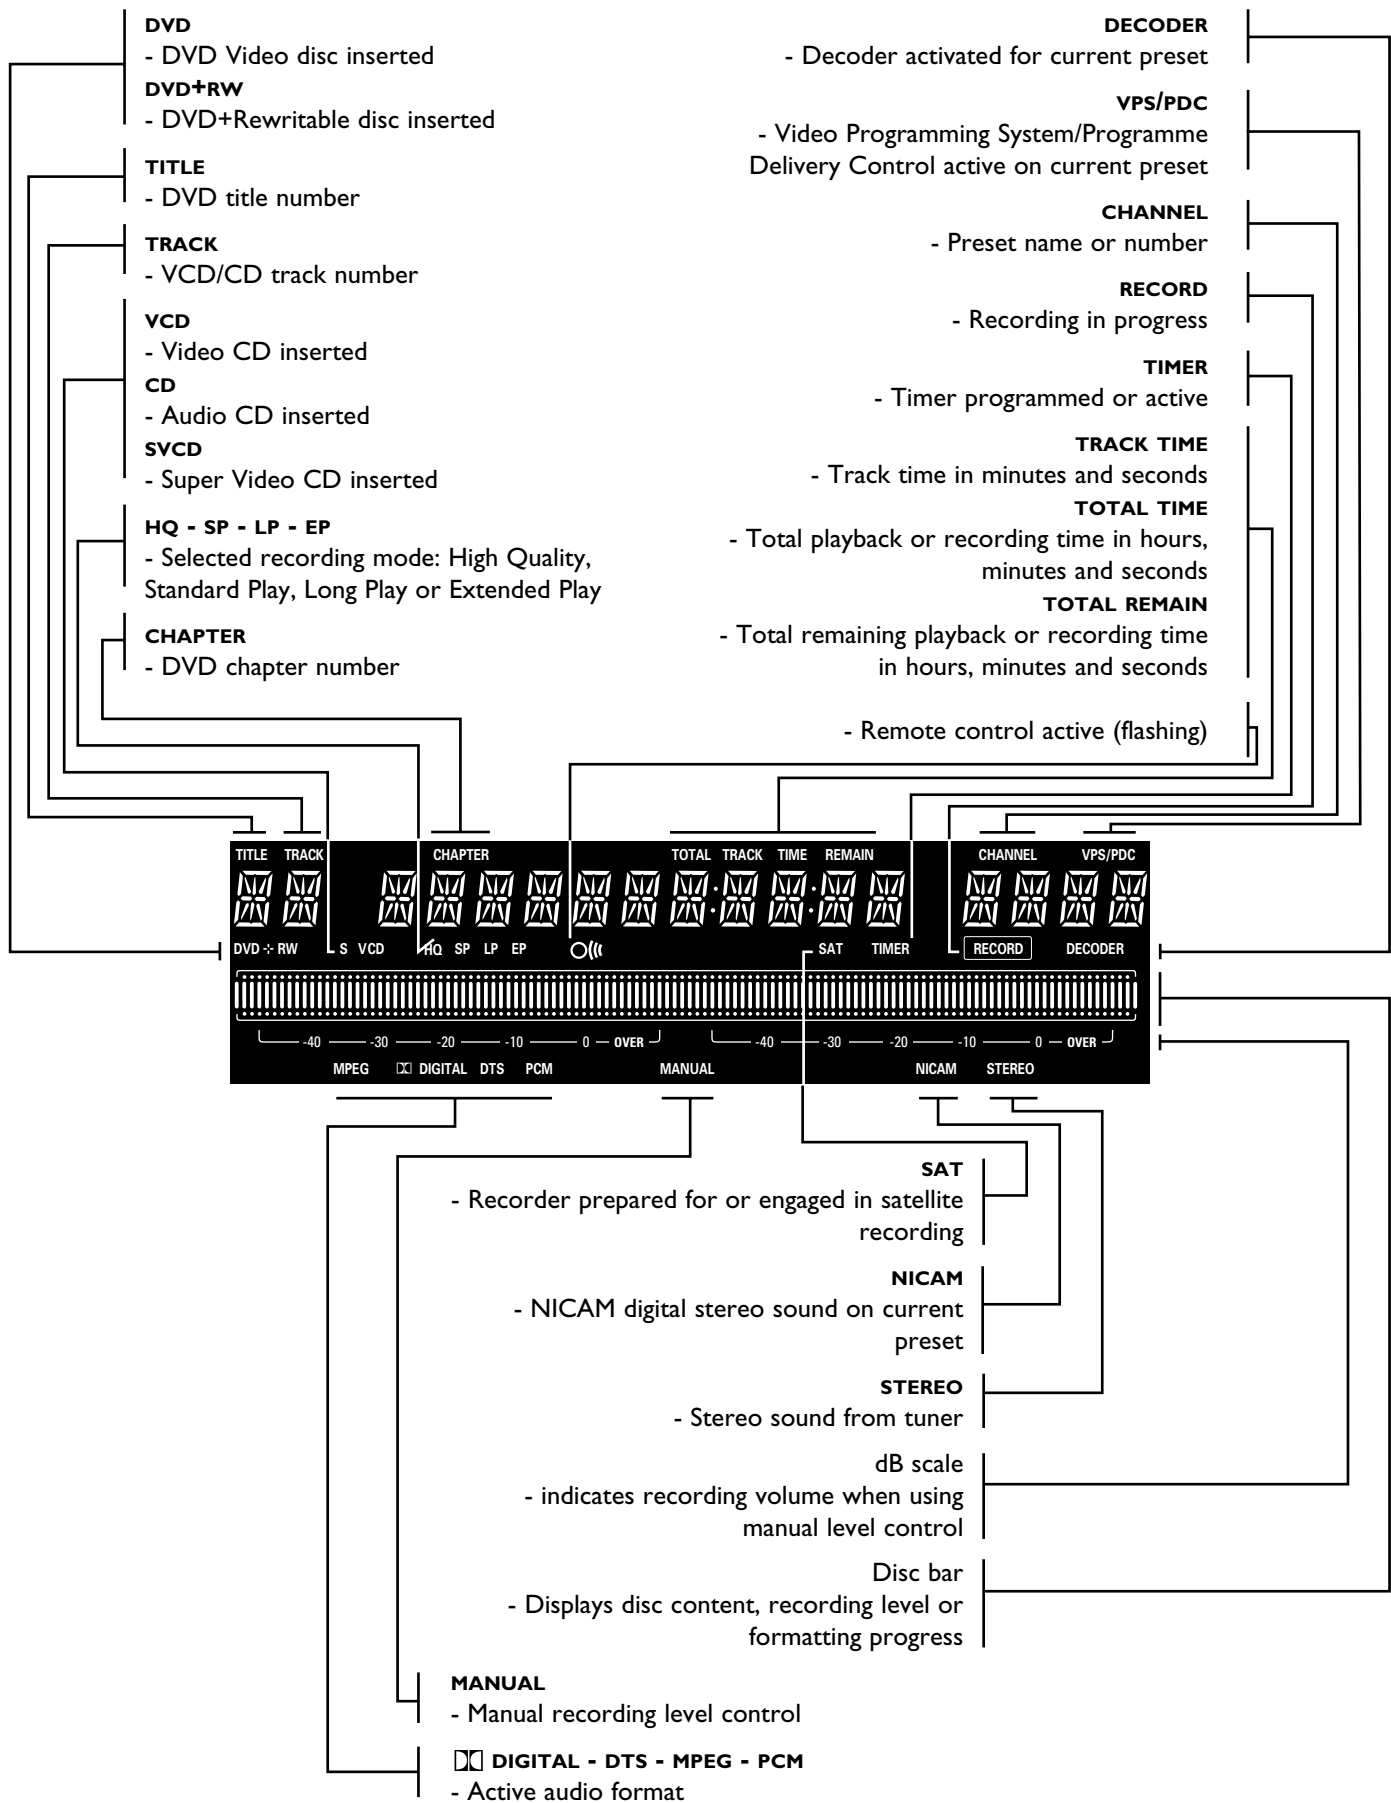 DVD
- DVD Video disc inserted
DVD+RW
- DVD+Rewritable disc inserted
TITLE
- DVD title number
TRACK
- VCD/CD track number
VCD
- Video CD inserted
CD
- Audio CD inserted
SVCD
- Super Video CD inserted
HQ - SP - LP - EP
- Selected recording mode: High Quality,
Standard Play, Long Play or Extended Play
CHAPTER
- DVD chapter number
DECODER
- Decoder activated for current preset
VPS/PDC
- Video Programming System/Programme
Delivery Control active on current preset
CHANNEL
- Preset name or number
RECORD
- Recording in progress
TIMER
- Timer programmed or active
TRACK TIME
- Track time in minutes and seconds
TOTAL TIME
- Total playback or recording time in hours,
minutes and seconds
TOTAL REMAIN
- Total remaining playback or recording time
in hours, minutes and seconds
- Remote control active (flashing)
TITLE TRACK CHAPTER TOTAL TRACK TIME REMAIN CHANNEL VPS/PDC
DVD + RW S VCD HQ SP LP EP SAT TIMER RECORD DECODER
-40 -30 -20 -10 0 OVER -40 -30 -20 -10 0 OVER
MPEG DIGITAL DTS PCM MANUAL NICAM STEREO
SAT
- Recorder prepared for or engaged in satellite
recording
NICAM
- NICAM digital stereo sound on current
preset
STEREO
- Stereo sound from tuner
dB scale
- indicates recording volume when using
manual level control
Disc bar
- Displays disc content, recording level or
formatting progress
MANUAL
- Manual recording level control
DIGITAL - DTS - MPEG - PCM
- Active audio format